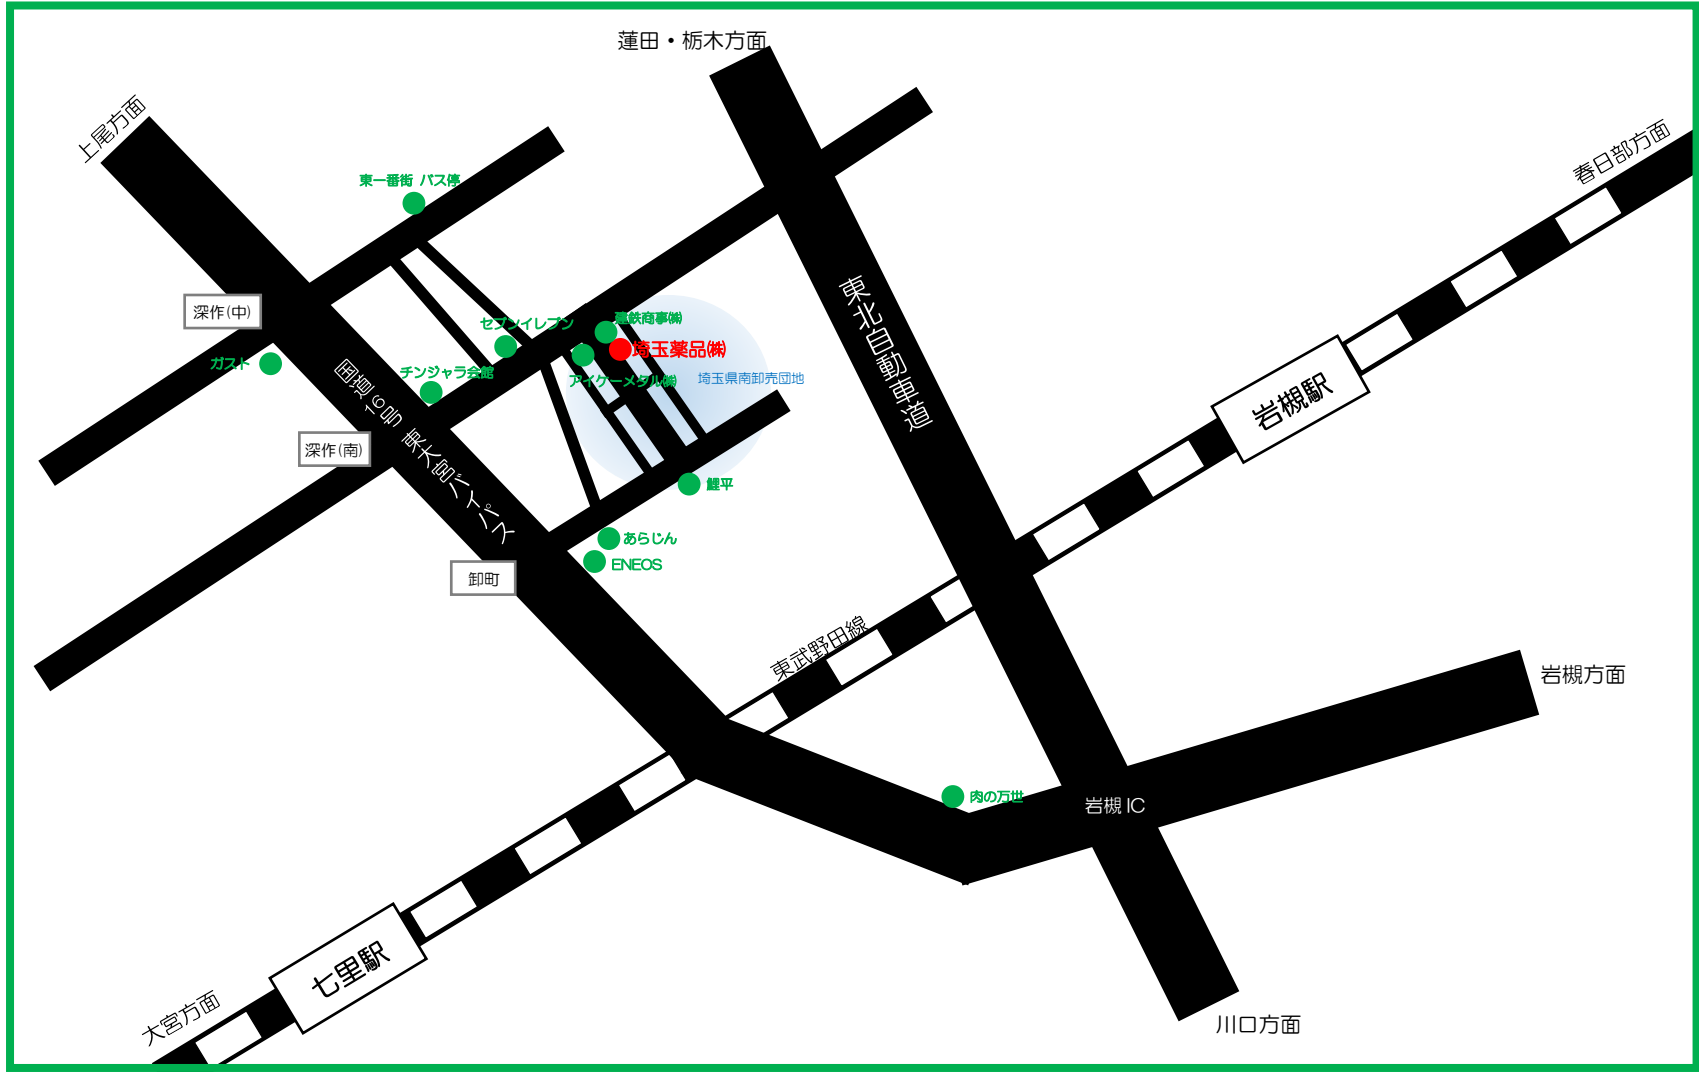 蓮田・栃木方面
上尾方面
春日部方面
東一番街 バス停
東北自動車道
深作(中)
セブンイレブン
建鉄商事㈱
埼玉薬品㈱
ガスト
チンジャラ会館
アイケーメタル㈱
埼玉県南卸売団地
国道16号 東大宮バイパス
岩槻駅
深作(南)
鯉平
あらじん
ENEOS
卸町
東武野田線
岩槻方面
肉の万世
岩槻IC
七里駅
大宮方面
川口方面